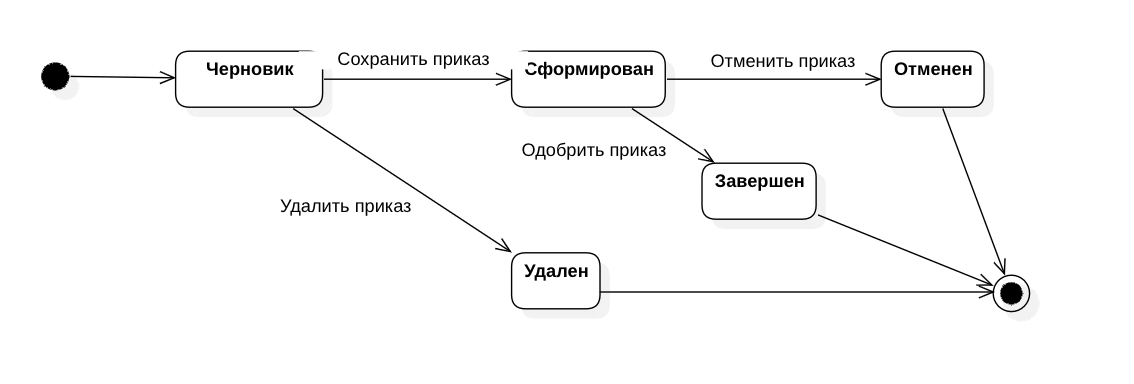 Черновик
Сохранить приказ
Сформирован
Отменить приказ
Отменен
Одобрить приказ
Завершен
Удалить приказ
Удален